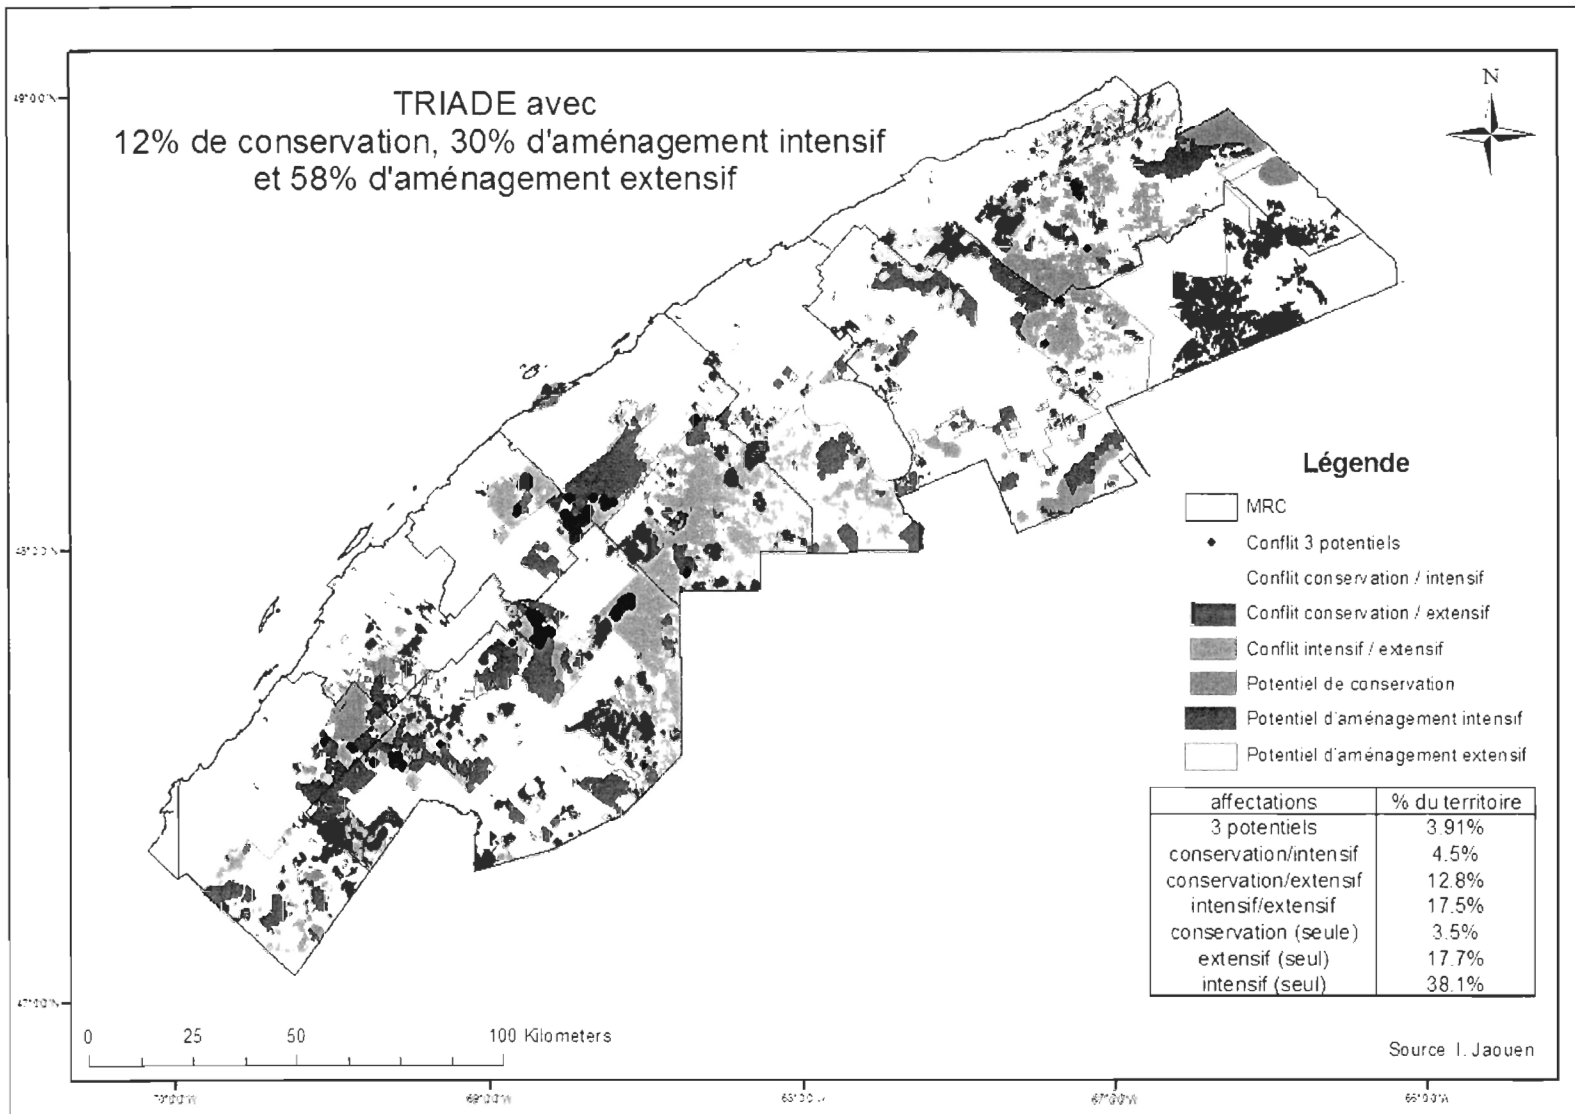 TRIADE avec
12% de conservation, 30% d'aménagement intensif
et 58% d'aménagement extensif
N
Légende
MRC
Conflit 3 potentiels
Conflit conservation / intensif
Conflit conservation / extensif
Conflit intensif / extensif
Potentiel de conservation
Potentiel d'aménagement intensif
Potentiel d'aménagement extensif
affectations % du territoire
3 potentiels 3.91%
conservation/intensif 4.5%
conservation/extensif 12.8%
intensif/extensif 17.5%
conservation (seule) 3.5%
extensif (seul) 17.7%
intensif (seul) 38.1%
0 25 50 100 Kilometers
Source I. Jaouen